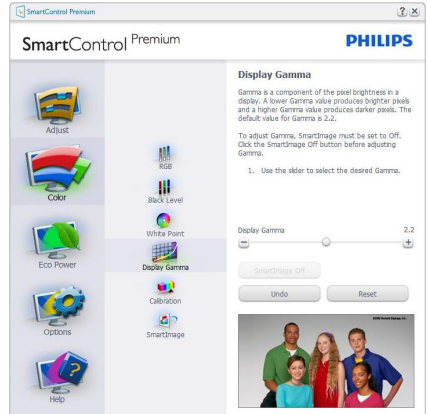 SmartControl Premium
SmartControl Premium
PHILIPS
Adjust
Color
Eco Power
Options
Help
RGB
Black Level
White Point
Display Gamma
Calibration
SmartImage
Display Gamma
Gamma is a component of the pixel brightness in a
display. A lower Gamma value produces brighter pixels
and a higher Gamma value produces darker pixels. The
default value for Gamma is 2.2.
To adjust Gamma, SmartImage must be set to Off.
Click the SmartImage Off button before adjusting
Gamma.
1. Use the slider to select the desired Gamma.
Display Gamma 2.2
SmartImage Off
Undo Reset